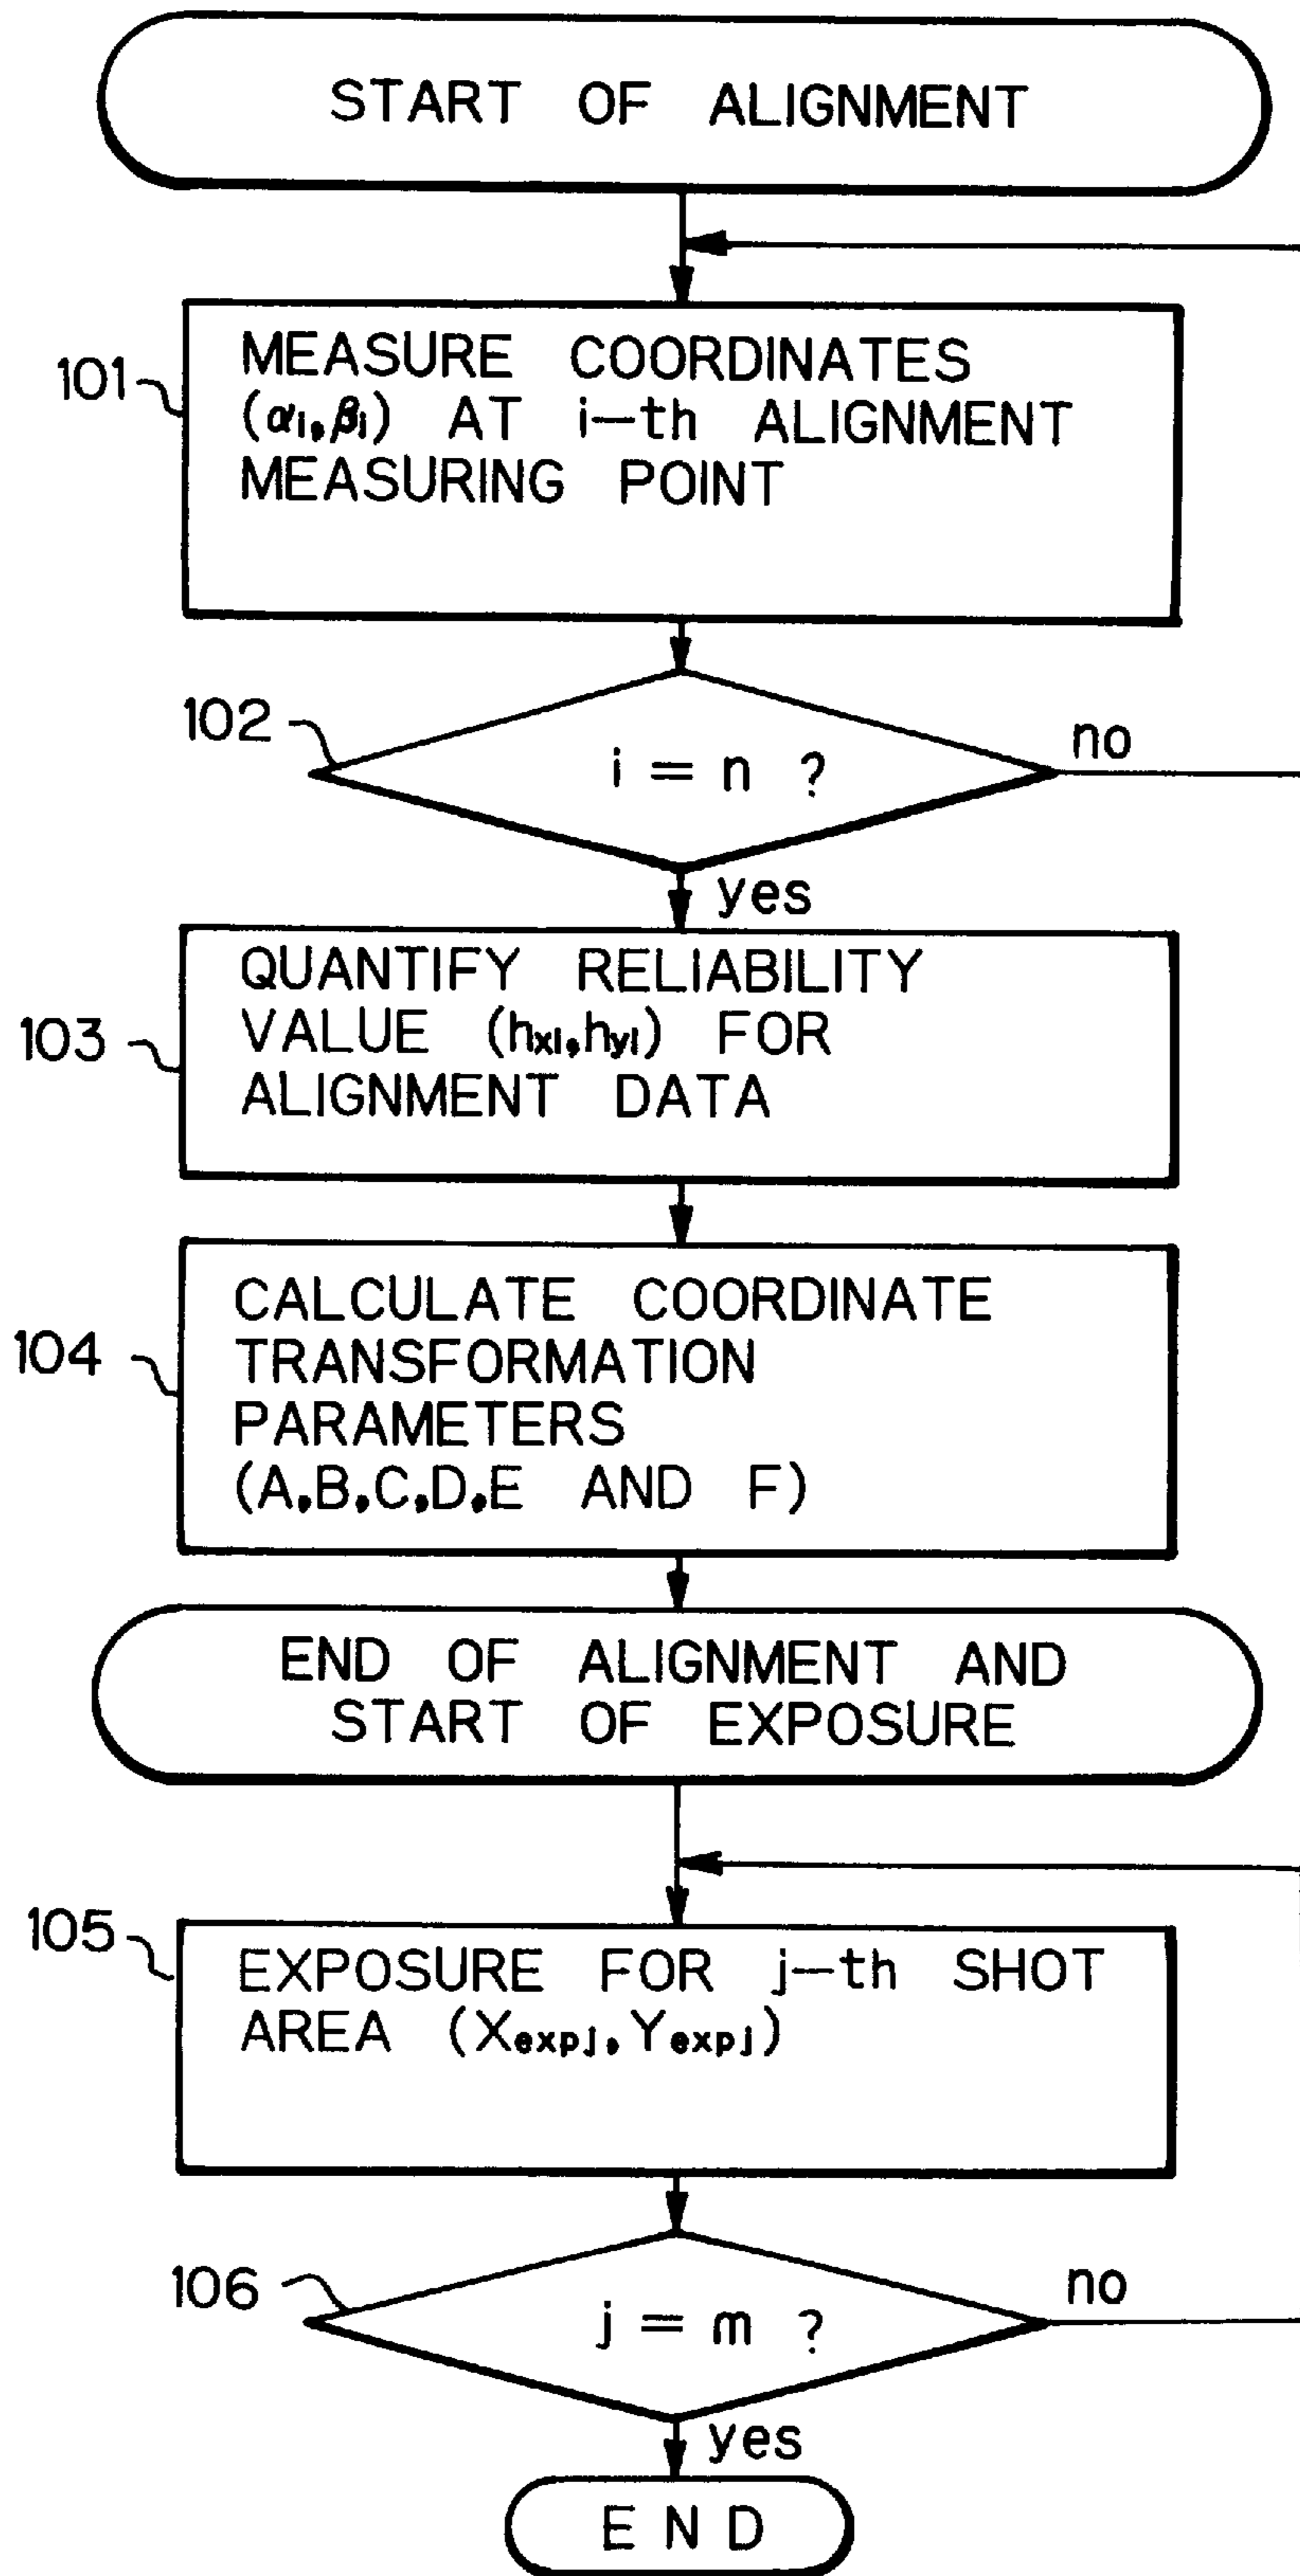 START OF ALIGNMENT
101
MEASURE COORDINATES
(αi,βi) AT i-th ALIGNMENT
MEASURING POINT
102
i = n ?
no
yes
103
QUANTIFY RELIABILITY
VALUE (hxi,hyi) FOR
ALIGNMENT DATA
104
CALCULATE COORDINATE
TRANSFORMATION
PARAMETERS
(A,B,C,D,E AND F)
END OF ALIGNMENT AND
START OF EXPOSURE
105
EXPOSURE FOR j-th SHOT
AREA (Xexpj,Yexpj)
106
j = m ?
no
yes
END